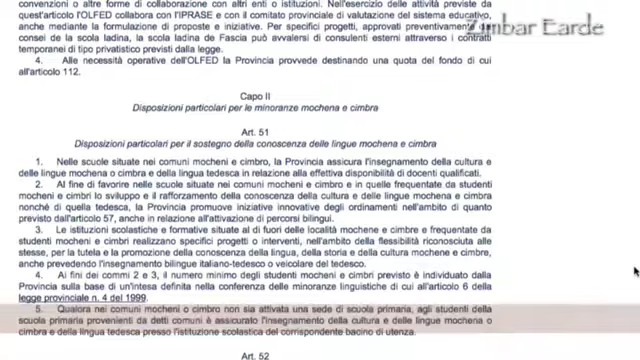 convenzioni o altre forme di collaborazione con altri enti o istituzioni. Nell'esercizio delle attività previste da
quest'articolo l'OLFED collabora con l'IPRASE e con il comitato provinciale di valutazione del sistema educativo,
anche mediante la formulazione di proposte e iniziative. Per specifici progetti, approvati preventivamente dal
consei de la scola ladina, la scola ladina de Fascia può avvalersi di consulenti esterni attraverso i contratti
temporanei di tipo privatistico previsti dalla legge.
4. Alle necessità operative dell'OLFED la Provincia provvede destinando una quota del fondo di cui
all'articolo 112.
Zimbar Earde
Capo II
Disposizioni particolari per le minoranze mochena e cimbra
Art. 51
Disposizioni particolari per il sostegno della conoscenza delle lingue mochena e cimbra
1. Nelle scuole situate nei comuni mocheni e cimbro, la Provincia assicura l'insegnamento della cultura e
delle lingue mochena o cimbra e della lingua tedesca in relazione alla effettiva disponibilità di docenti qualificati.
2. Al fine di favorire nelle scuole situate nei comuni mocheni e cimbro e in quelle frequentate da studenti
mocheni e cimbri lo sviluppo e il rafforzamento della conoscenza della cultura e delle lingue mochena e cimbra
nonché di quella tedesca, la Provincia promuove iniziative innovative degli ordinamenti nell'ambito di quanto
previsto dall'articolo 57, anche in relazione all'attivazione di percorsi bilingui.
3. Le istituzioni scolastiche e formative situate al di fuori delle località mochene e cimbre e frequentate da
studenti mocheni e cimbri realizzano specifici progetti o interventi, nell'ambito della flessibilità riconosciuta alle
stesse, per la tutela e la promozione della conoscenza della lingua, della storia e della cultura mochene e cimbre,
anche prevedendo l'insegnamento bilingue italiano-tedesco o veicolare del tedesco.
4. Ai fini dei commi 2 e 3, il numero minimo degli studenti mocheni e cimbri previsto è individuato dalla
Provincia sulla base di un'intesa definita nella conferenza delle minoranze linguistiche di cui all'articolo 6 della
legge provinciale n. 4 del 1999.
5. Qualora nei comuni mocheni o cimbro non sia attivata una sede di scuola primaria, agli studenti della
scuola primaria provenienti da detti comuni è assicurato l'insegnamento della cultura e delle lingue mochena o
cimbra e della lingua tedesca presso l'istituzione scolastica del corrispondente bacino di utenza.
Art. 52